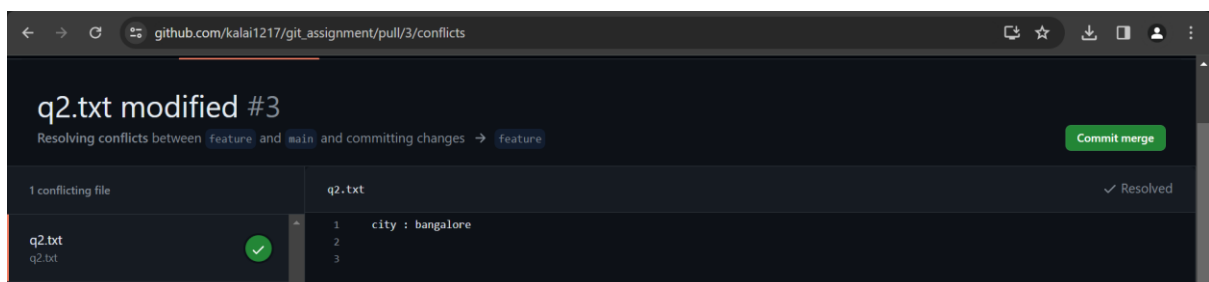 github.com/kalai1217/git_assignment/pull/3/conflicts
q2.txt modified #3
Resolving conflicts between feature and main and committing changes → feature
Commit merge
1 conflicting file
q2.txt
✓ Resolved
q2.txt
q2.txt
1 city : bangalore
2
3